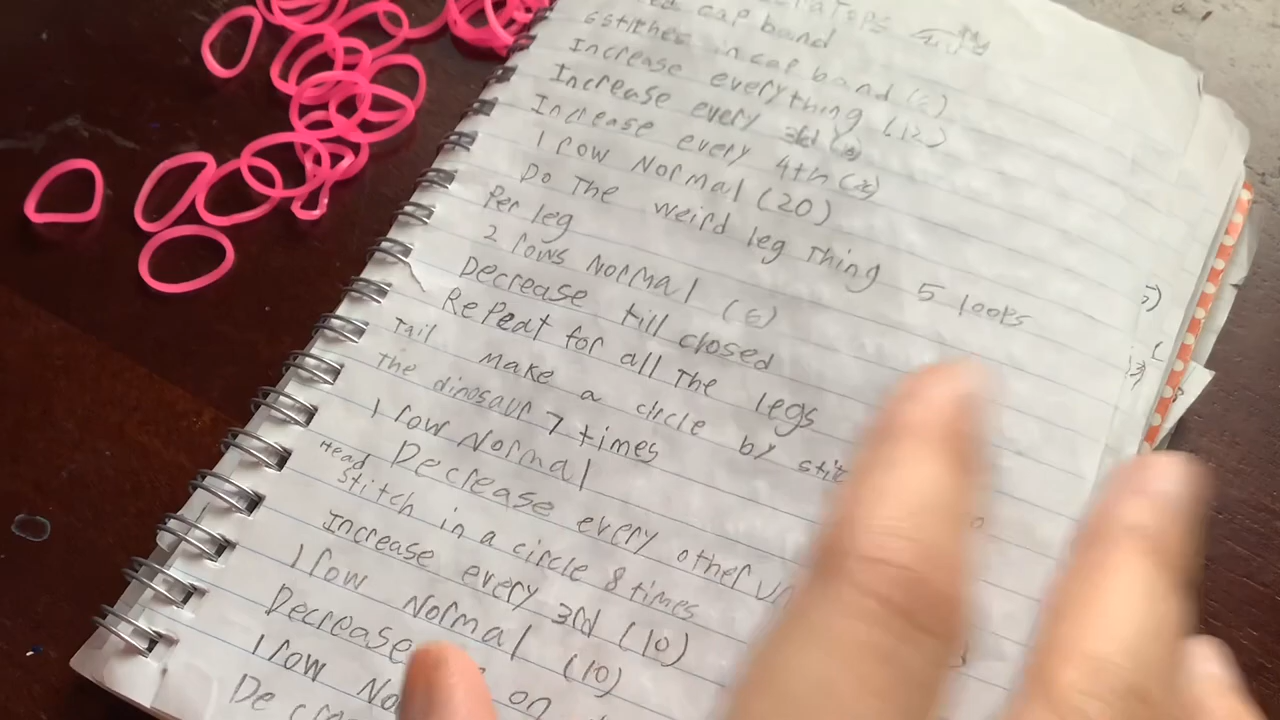 cap band
6 stitches in cap band
Increase everything (12)
Increase every 3rd
Increase every 4th
1 row Normal (20)
Do The weird leg Thing 5 loops
Per leg
2 rows Normal (6)
Decrease till closed
Repeat for all The legs
Tail make a circle by
the dinosaur 7 times
1 row Normal
Decrease every other
Head
Stitch in a circle 8 times
Increase every 3rd (10)
1 row Normal (10)
Decrease on
1 row